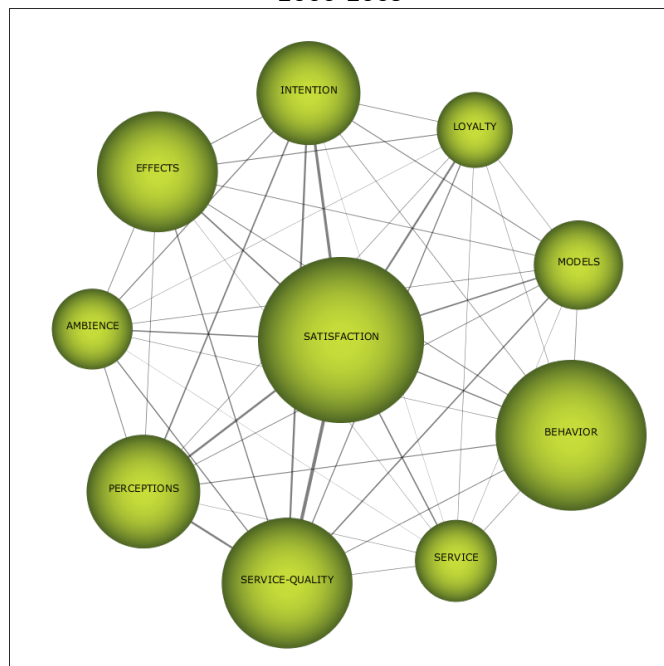 INTENTION
LOYALTY
EFFECTS
MODELS
AMBIENCE
SATISFACTION
BEHAVIOR
PERCEPTIONS
SERVICE
SERVICE-QUALITY